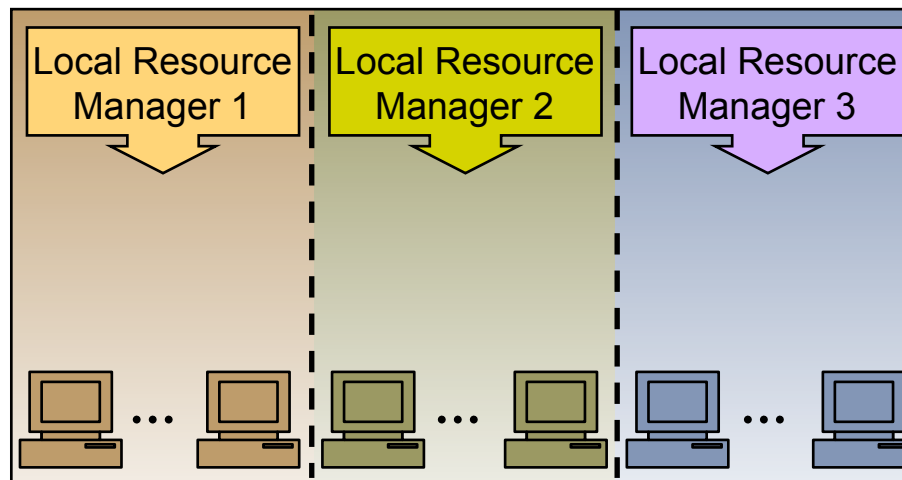 Local Resource
Manager 1
Local Resource
Manager 2
Local Resource
Manager 3
...
...
...